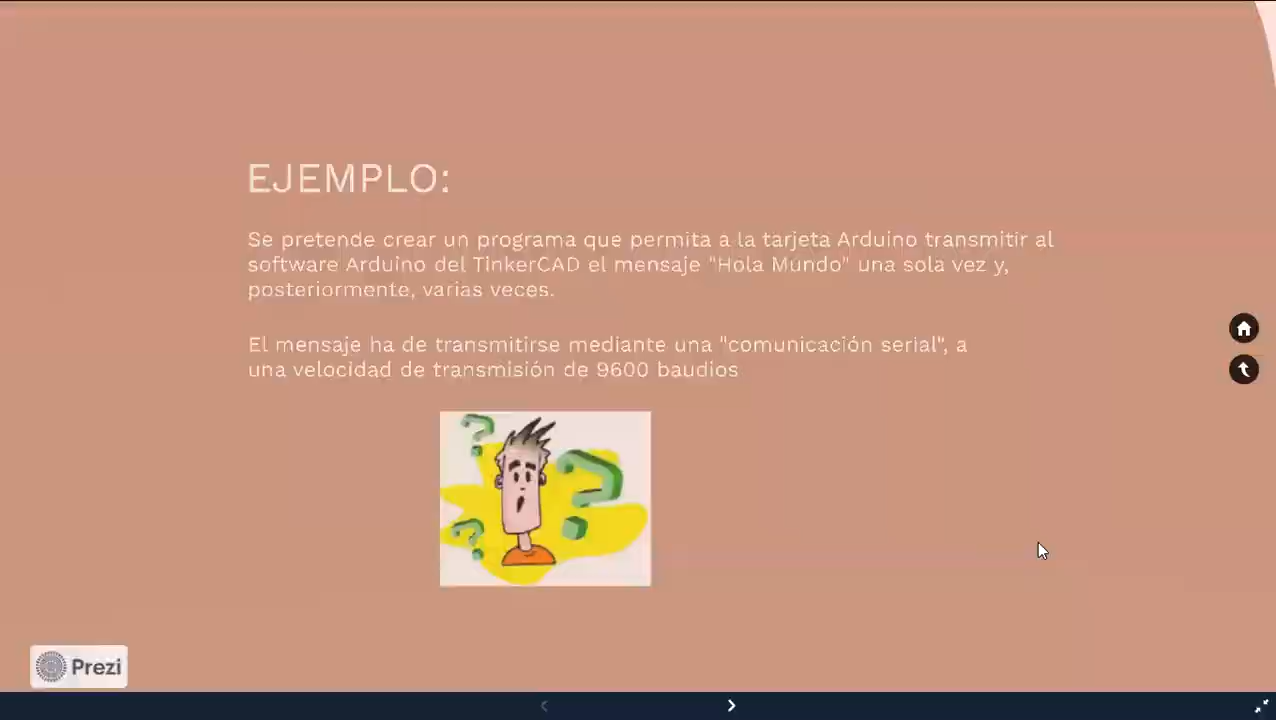 EJEMPLO:
Se pretende crear un programa que permita a la tarjeta Arduino transmitir al
software Arduino del TinkerCAD el mensaje "Hola Mundo" una sola vez y,
posteriormente, varias veces.
El mensaje ha de transmitirse mediante una "comunicación serial", a
una velocidad de transmisión de 9600 baudios
Prezi